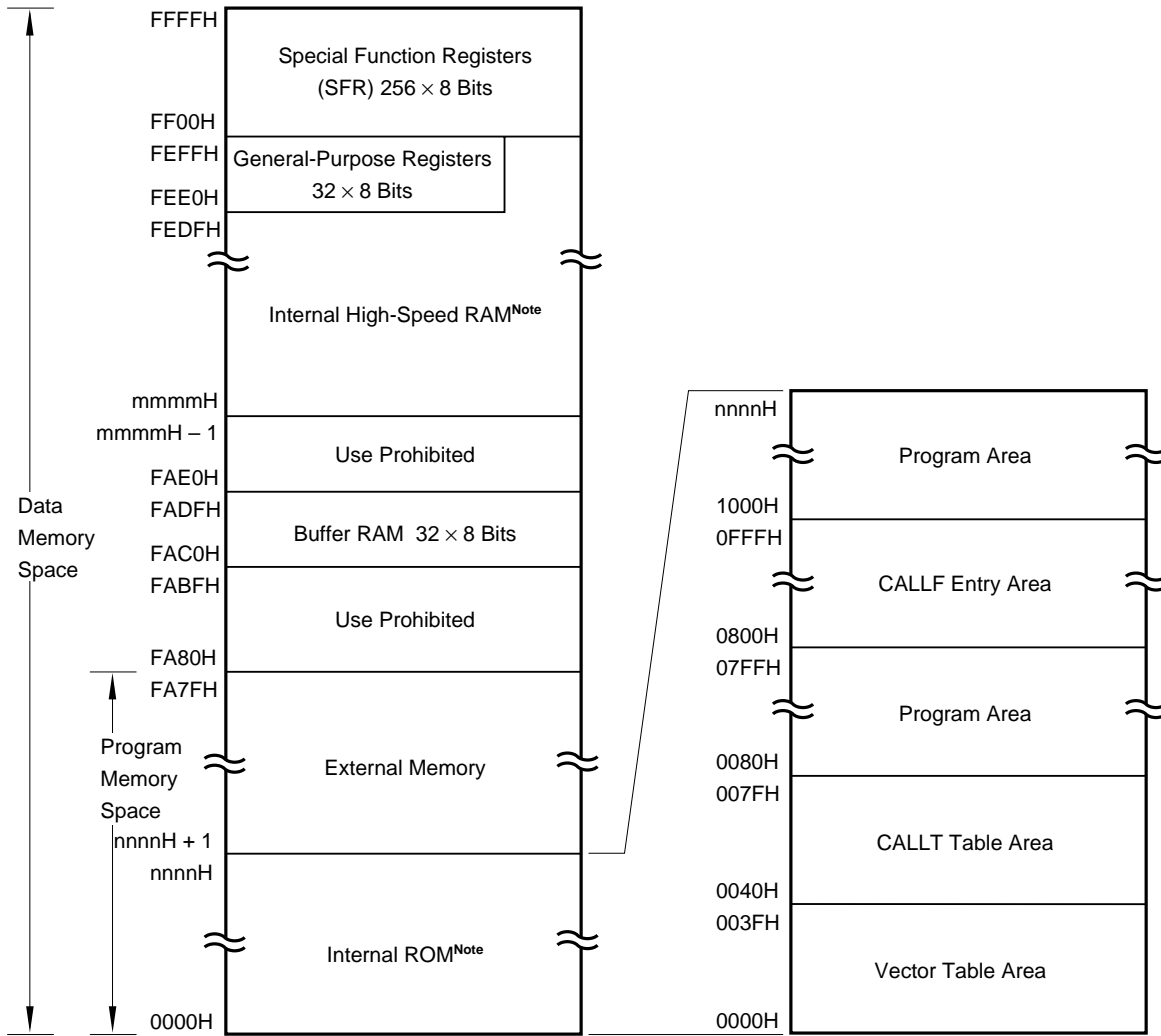 FFFFH
Special Function Registers
(SFR) 256 × 8 Bits
FF00H
FEFFH
General-Purpose Registers
32 × 8 Bits
FEE0H
FEDFH
Internal High-Speed RAMNote
mmmmH
mmmmH – 1
Use Prohibited
FAE0H
FADFH
Buffer RAM 32 × 8 Bits
FAC0H
FABFH
Use Prohibited
FA80H
FA7FH
External Memory
nnnnH + 1
nnnnH
Internal ROMNote
0000H
Data
Memory
Space
Program
Memory
Space
nnnnH
Program Area
1000H
0FFFH
CALLF Entry Area
0800H
07FFH
Program Area
0080H
007FH
CALLT Table Area
0040H
003FH
Vector Table Area
0000H